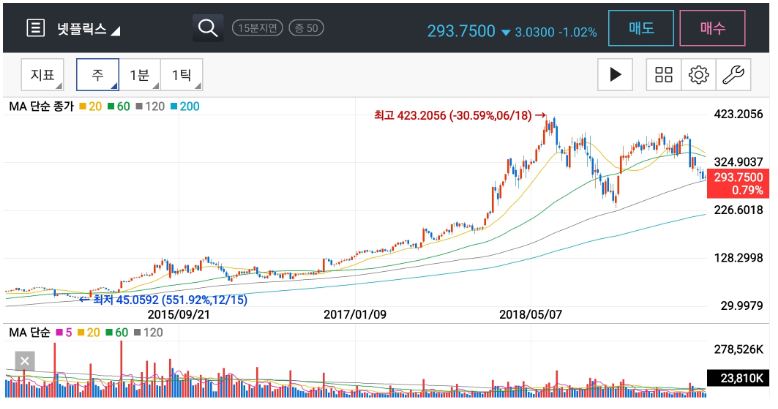 넷플릭스 15분지연 증 50 293.7500 ▼ 3.0300 -1.02% 매도 매수
지표 주 1분 1틱
MA 단순 종가 20 60 120 200
최고 423.2056 (-30.59%,06/18) →
423.2056
324.9037
293.7500
0.79%
226.6018
128.2998
29.9979
← 최저 45.0592 (551.92%,12/15)
2015/09/21 2017/01/09 2018/05/07
MA 단순 5 20 60 120
278,526K
23,810K